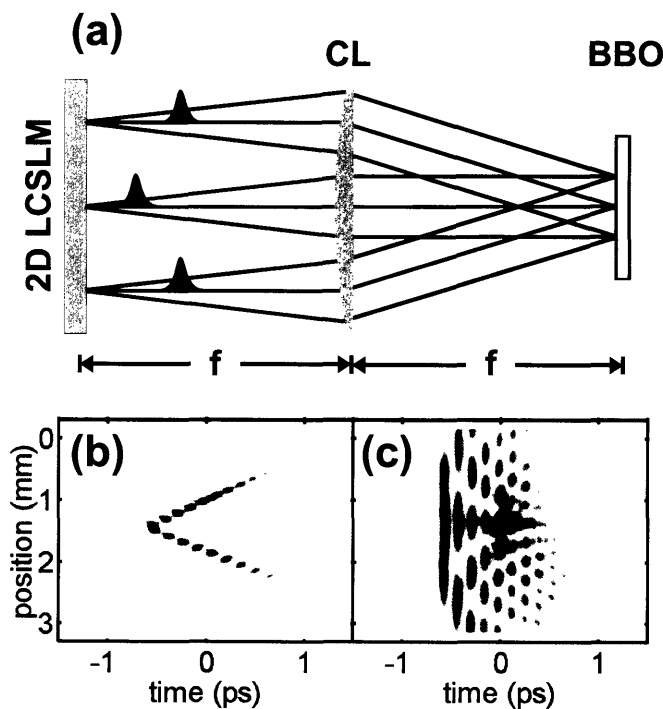 (a)
CL
BBO
2D LCSLM
f
f
(b)
(c)
position (mm)
0
1
2
3
-1 0 1
-1 0 1
time (ps)
time (ps)